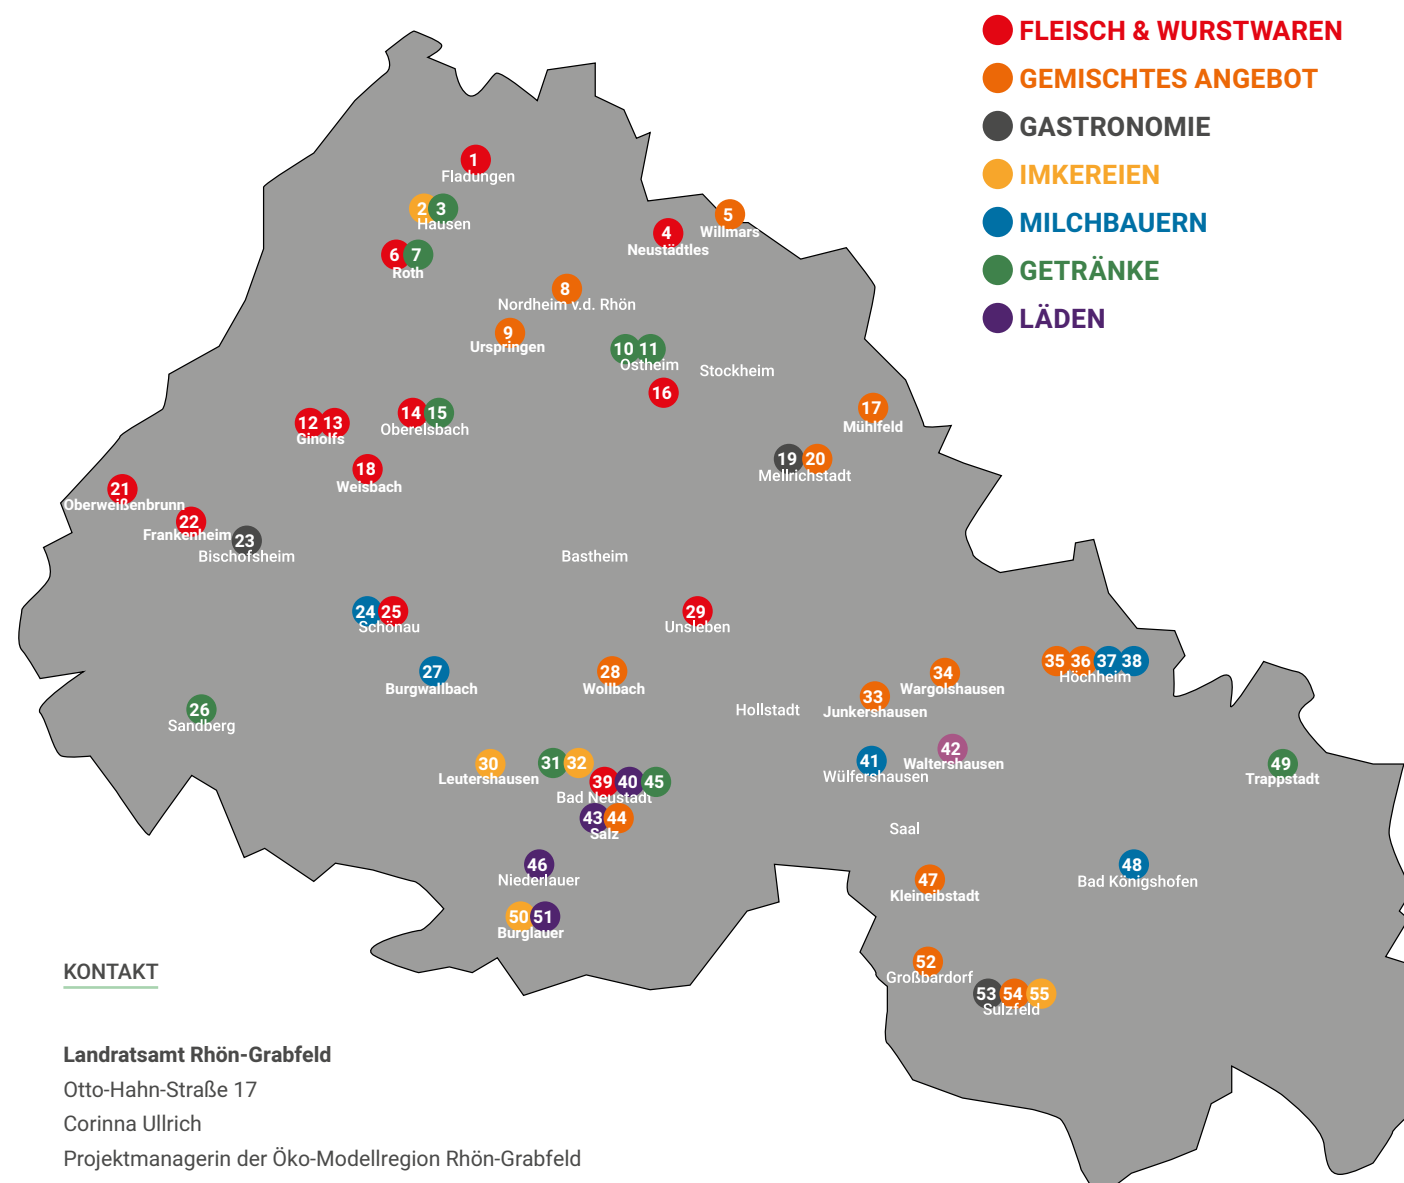 FLEISCH & WURSTWAREN
GEMISCHTES ANGEBOT
GASTRONOMIE
IMKEREIEN
MILCHBAUERN
GETRÄNKE
LÄDEN
1
Fladungen
2 3
Hausen
4
Neustädtles
5
Willmars
6 7
Roth
8
Nordheim v.d. Rhön
9
Urspringen
10 11
Ostheim
Stockheim
16
12 13
Ginolfs
14 15
Oberelsbach
17
Mühlfeld
18
Weisbach
19 20
Mellrichstadt
21
Oberweißenbrunn
22
Frankenheim
23
Bischofsheim
Bastheim
24 25
Schönau
29
Unsleben
27
Burgwallbach
28
Wollbach
34
Wargolshausen
35 36 37 38
Höchheim
26
Sandberg
Hollstadt
33
Junkershausen
30
Leutershausen
31 32
39 40 45
Bad Neustadt
41
Wülfershausen
42
Waltershausen
49
Trappstadt
43 44
Salz
Saal
46
Niederlauer
47
Kleineibstadt
48
Bad Königshofen
50 51
Burglauer
52
Großbardorf
53 54 55
Sulzfeld
KONTAKT
Landratsamt Rhön-Grabfeld
Otto-Hahn-Straße 17
Corinna Ullrich
Projektmanagerin der Öko-Modellregion Rhön-Grabfeld